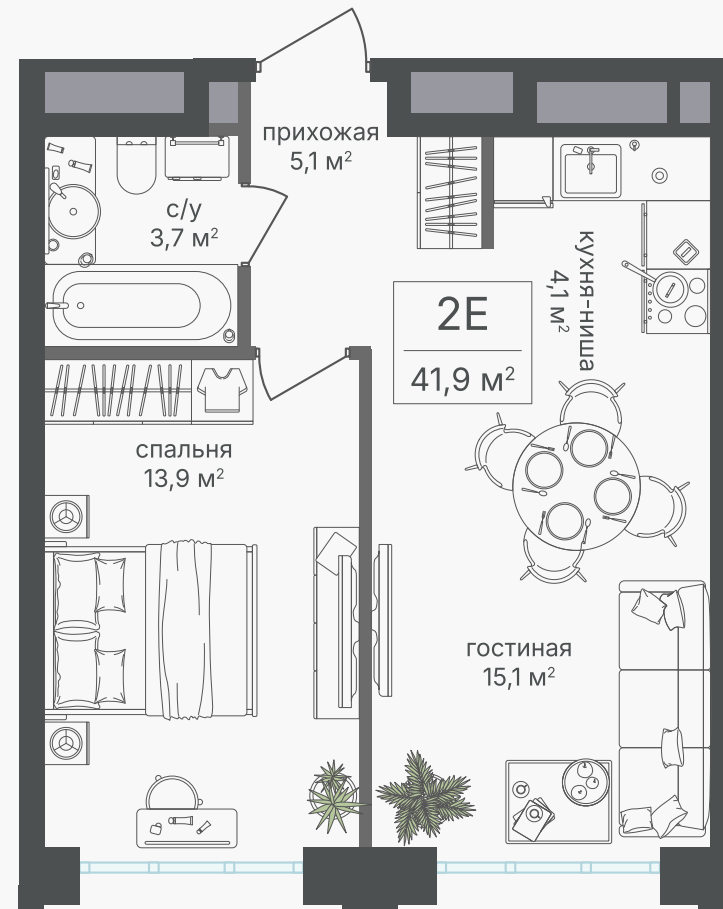 прихожая
5,1 м²
с/у
3,7 м²
кухня-ниша
4,1 м²
2Е
41,9 м²
спальня
13,9 м²
гостиная
15,1 м²